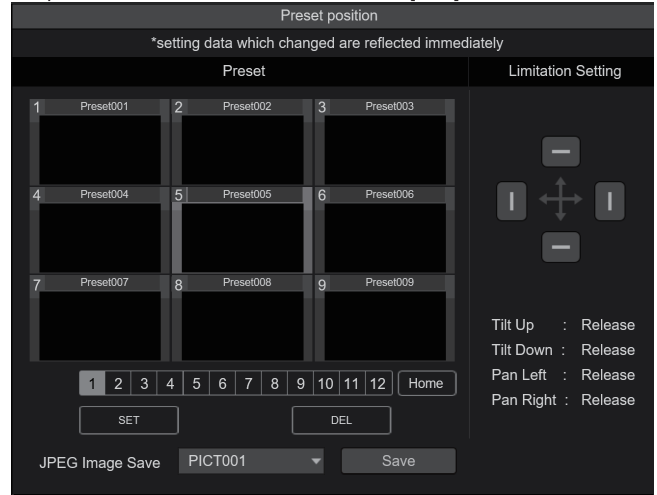 Preset position
*setting data which changed are reflected immediately
Preset
Limitation Setting
1 Preset001 2 Preset002 3 Preset003
4 Preset004 5 Preset005 6 Preset006
7 Preset007 8 Preset008 9 Preset009
1 2 3 4 5 6 7 8 9 10 11 12 Home
SET DEL
JPEG Image Save PICT001 Save
Tilt Up : Release
Tilt Down : Release
Pan Left : Release
Pan Right : Release